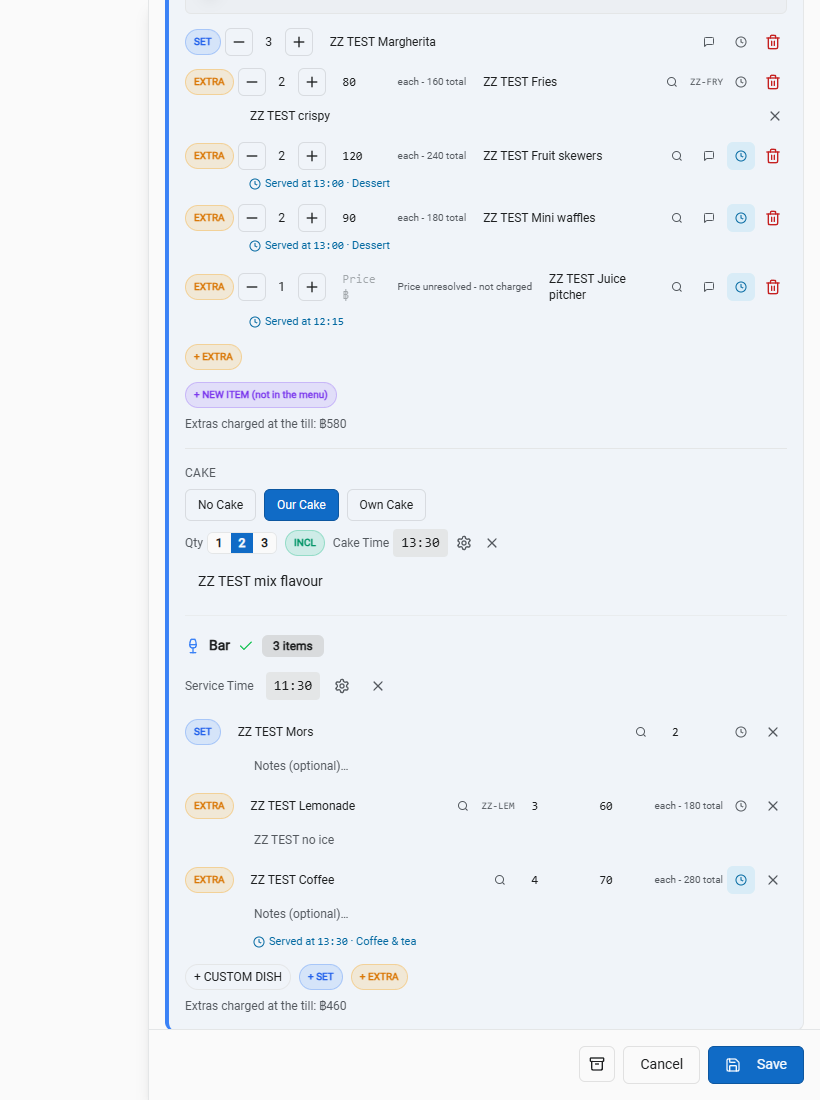 SET — 3 + ZZ TEST Margherita
EXTRA — 2 + 80 each - 160 total ZZ TEST Fries ZZ-FRY
ZZ TEST crispy
EXTRA — 2 + 120 each - 240 total ZZ TEST Fruit skewers
Served at 13:00 · Dessert
EXTRA — 2 + 90 each - 180 total ZZ TEST Mini waffles
Served at 13:00 · Dessert
EXTRA — 1 + Price ฿ Price unresolved - not charged ZZ TEST Juice pitcher
Served at 12:15
+ EXTRA
+ NEW ITEM (not in the menu)
Extras charged at the till: ฿580
CAKE
No Cake Our Cake Own Cake
Qty 1 2 3 INCL Cake Time 13:30
ZZ TEST mix flavour
Bar 3 items
Service Time 11:30
SET ZZ TEST Mors 2
Notes (optional)...
EXTRA ZZ TEST Lemonade ZZ-LEM 3 60 each - 180 total
ZZ TEST no ice
EXTRA ZZ TEST Coffee 4 70 each - 280 total
Notes (optional)...
Served at 13:30 · Coffee & tea
+ CUSTOM DISH + SET + EXTRA
Extras charged at the till: ฿460
Cancel Save